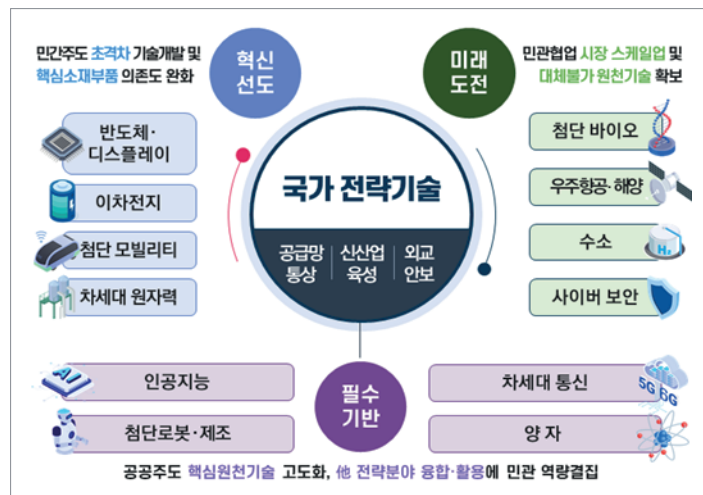 민간주도 초격차 기술개발 및
핵심소재부품 의존도 완화
혁신
선도
미래
도전
민관협업 시장 스케일업 및
대체불가 원천기술 확보
반도체·
디스플레이
이차전지
첨단 모빌리티
차세대 원자력
국가 전략기술
공급망
통상
신산업
육성
외교
안보
첨단 바이오
우주항공·해양
수소
H₂
사이버 보안
AI
인공지능
첨단로봇·제조
필수
기반
차세대 통신
5G 6G
양 자
공공주도 핵심원천기술 고도화, 他 전략분야 융합·활용에 민관 역량결집